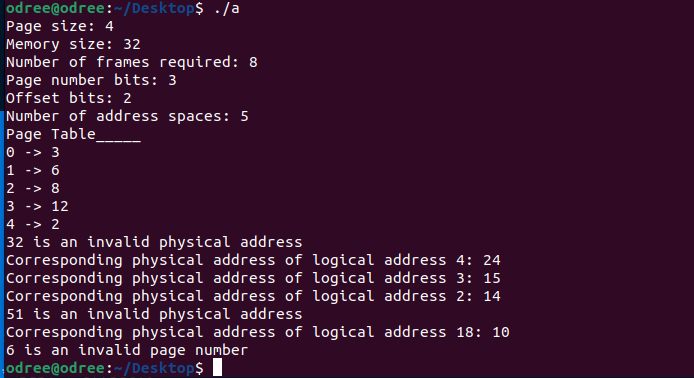 odree@odree:~/Desktop$ ./a
Page size: 4
Memory size: 32
Number of frames required: 8
Page number bits: 3
Offset bits: 2
Number of address spaces: 5
Page Table_____
0 -> 3
1 -> 6
2 -> 8
3 -> 12
4 -> 2
32 is an invalid physical address
Corresponding physical address of logical address 4: 24
Corresponding physical address of logical address 3: 15
Corresponding physical address of logical address 2: 14
51 is an invalid physical address
Corresponding physical address of logical address 18: 10
6 is an invalid page number
odree@odree:~/Desktop$